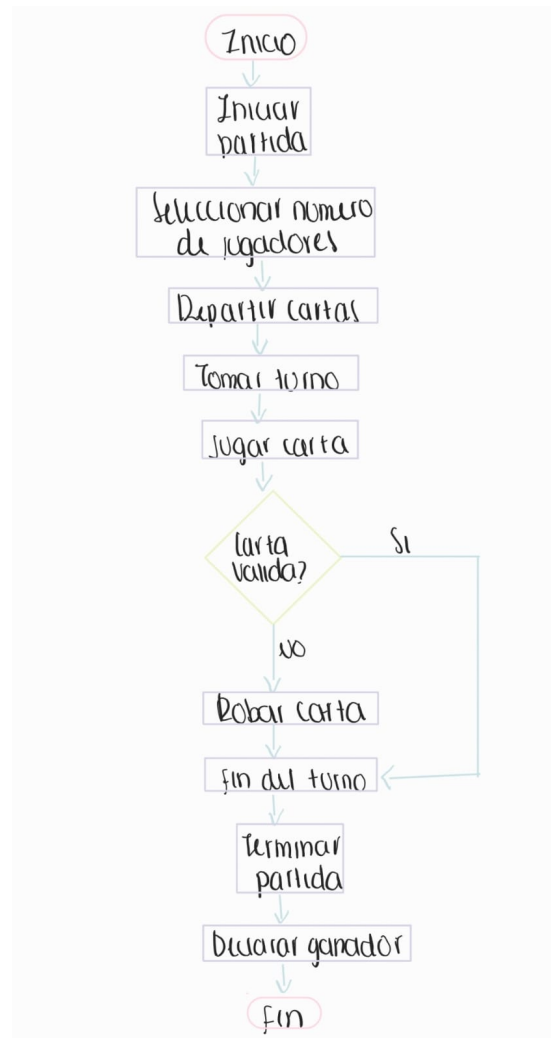 Inicio
Iniciar
partida
Seleccionar numero
de jugadores
Repartir cartas
Tomar turno
Jugar carta
Carta
valida?
SI
NO
Robar carta
fin del turno
Terminar
partida
Declarar ganador
fin